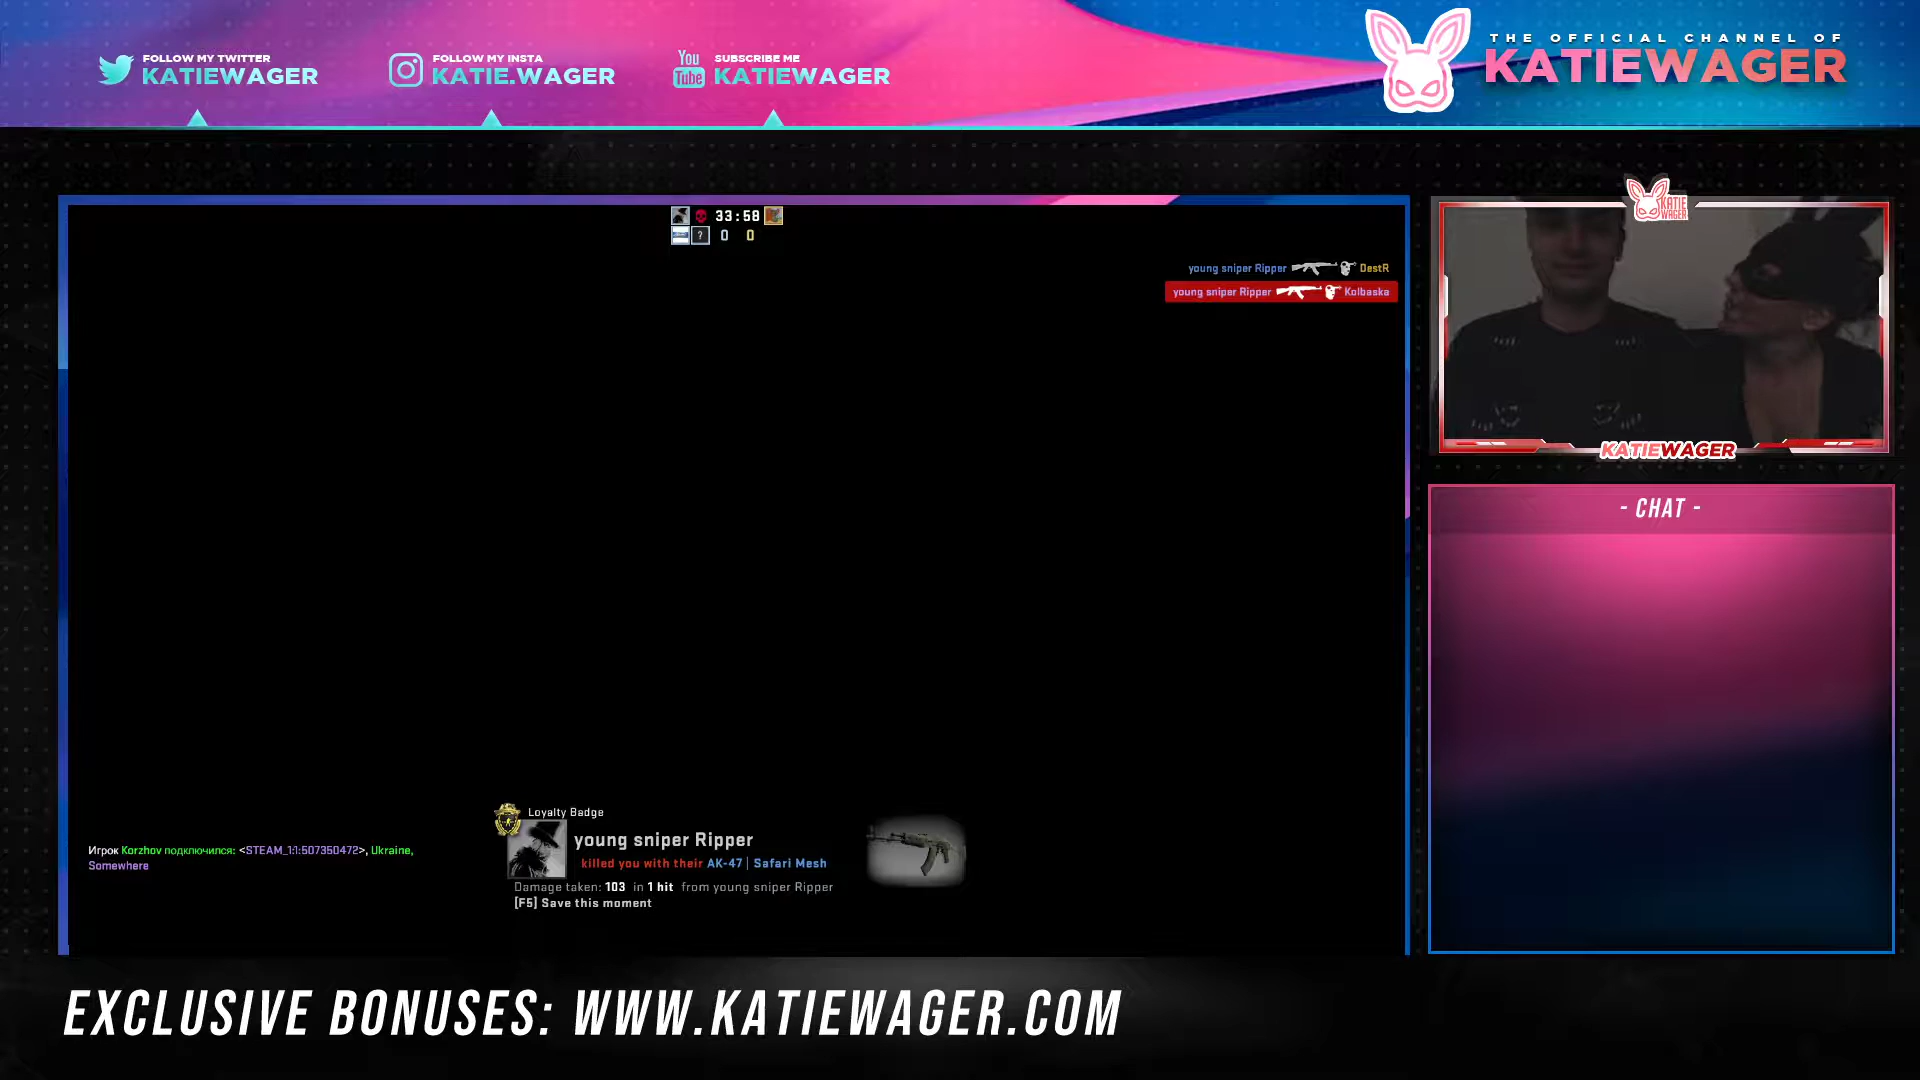 FOLLOW MY TWITTER
KATIEWAGER
FOLLOW MY INSTA
KATIE.WAGER
You
Tube
SUBSCRIBE ME
KATIEWAGER
THE OFFICIAL CHANNEL OF
KATIEWAGER
33:58
?
0 0
young sniper Ripper DestR
young sniper Ripper Kolbaska
KATIE
WAGER
KATIEWAGER
- CHAT -
Loyalty Badge
young sniper Ripper
killed you with their AK-47 | Safari Mesh
Damage taken: 103 in 1 hit from young sniper Ripper
[F5] Save this moment
Игрок Korzhov подключился: <STEAM_1:1:507350472>, Ukraine,
Somewhere
EXCLUSIVE BONUSES: WWW.KATIEWAGER.COM